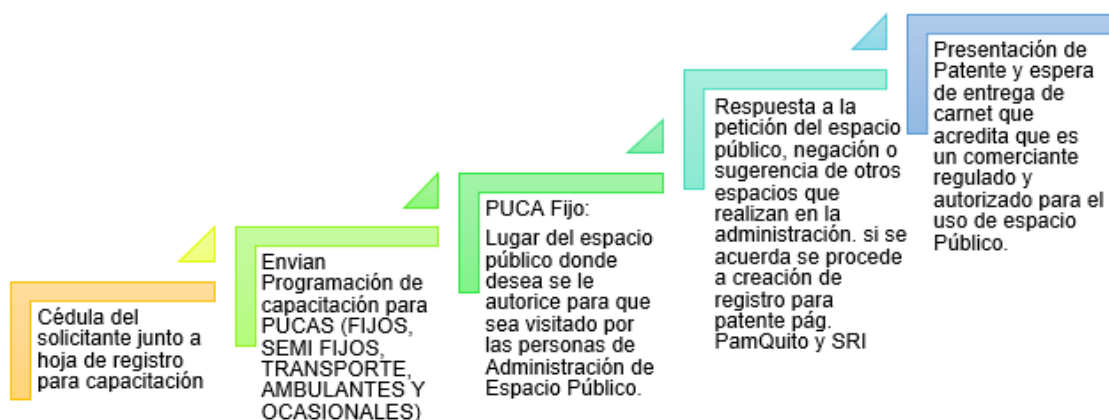 Cédula del
solicitante junto a
hoja de registro
para capacitación
Envian
Programación de
capacitación para
PUCAS (FIJOS,
SEMI FIJOS,
TRANSPORTE,
AMBULANTES Y
OCASIONALES)
PUCA Fijo:
Lugar del espacio
público donde
desea se le
autorice para que
sea visitado por
las personas de
Administración de
Espacio Público.
Respuesta a la
petición del espacio
público, negación o
sugerencia de otros
espacios que
realizan en la
administración. si se
acuerda se procede
a creación de
registro para
patente pág.
PamQuito y SRI
Presentación de
Patente y espera
de entrega de
carnet que
acredita que es
un comerciante
regulado y
autorizado para el
uso de espacio
Público.